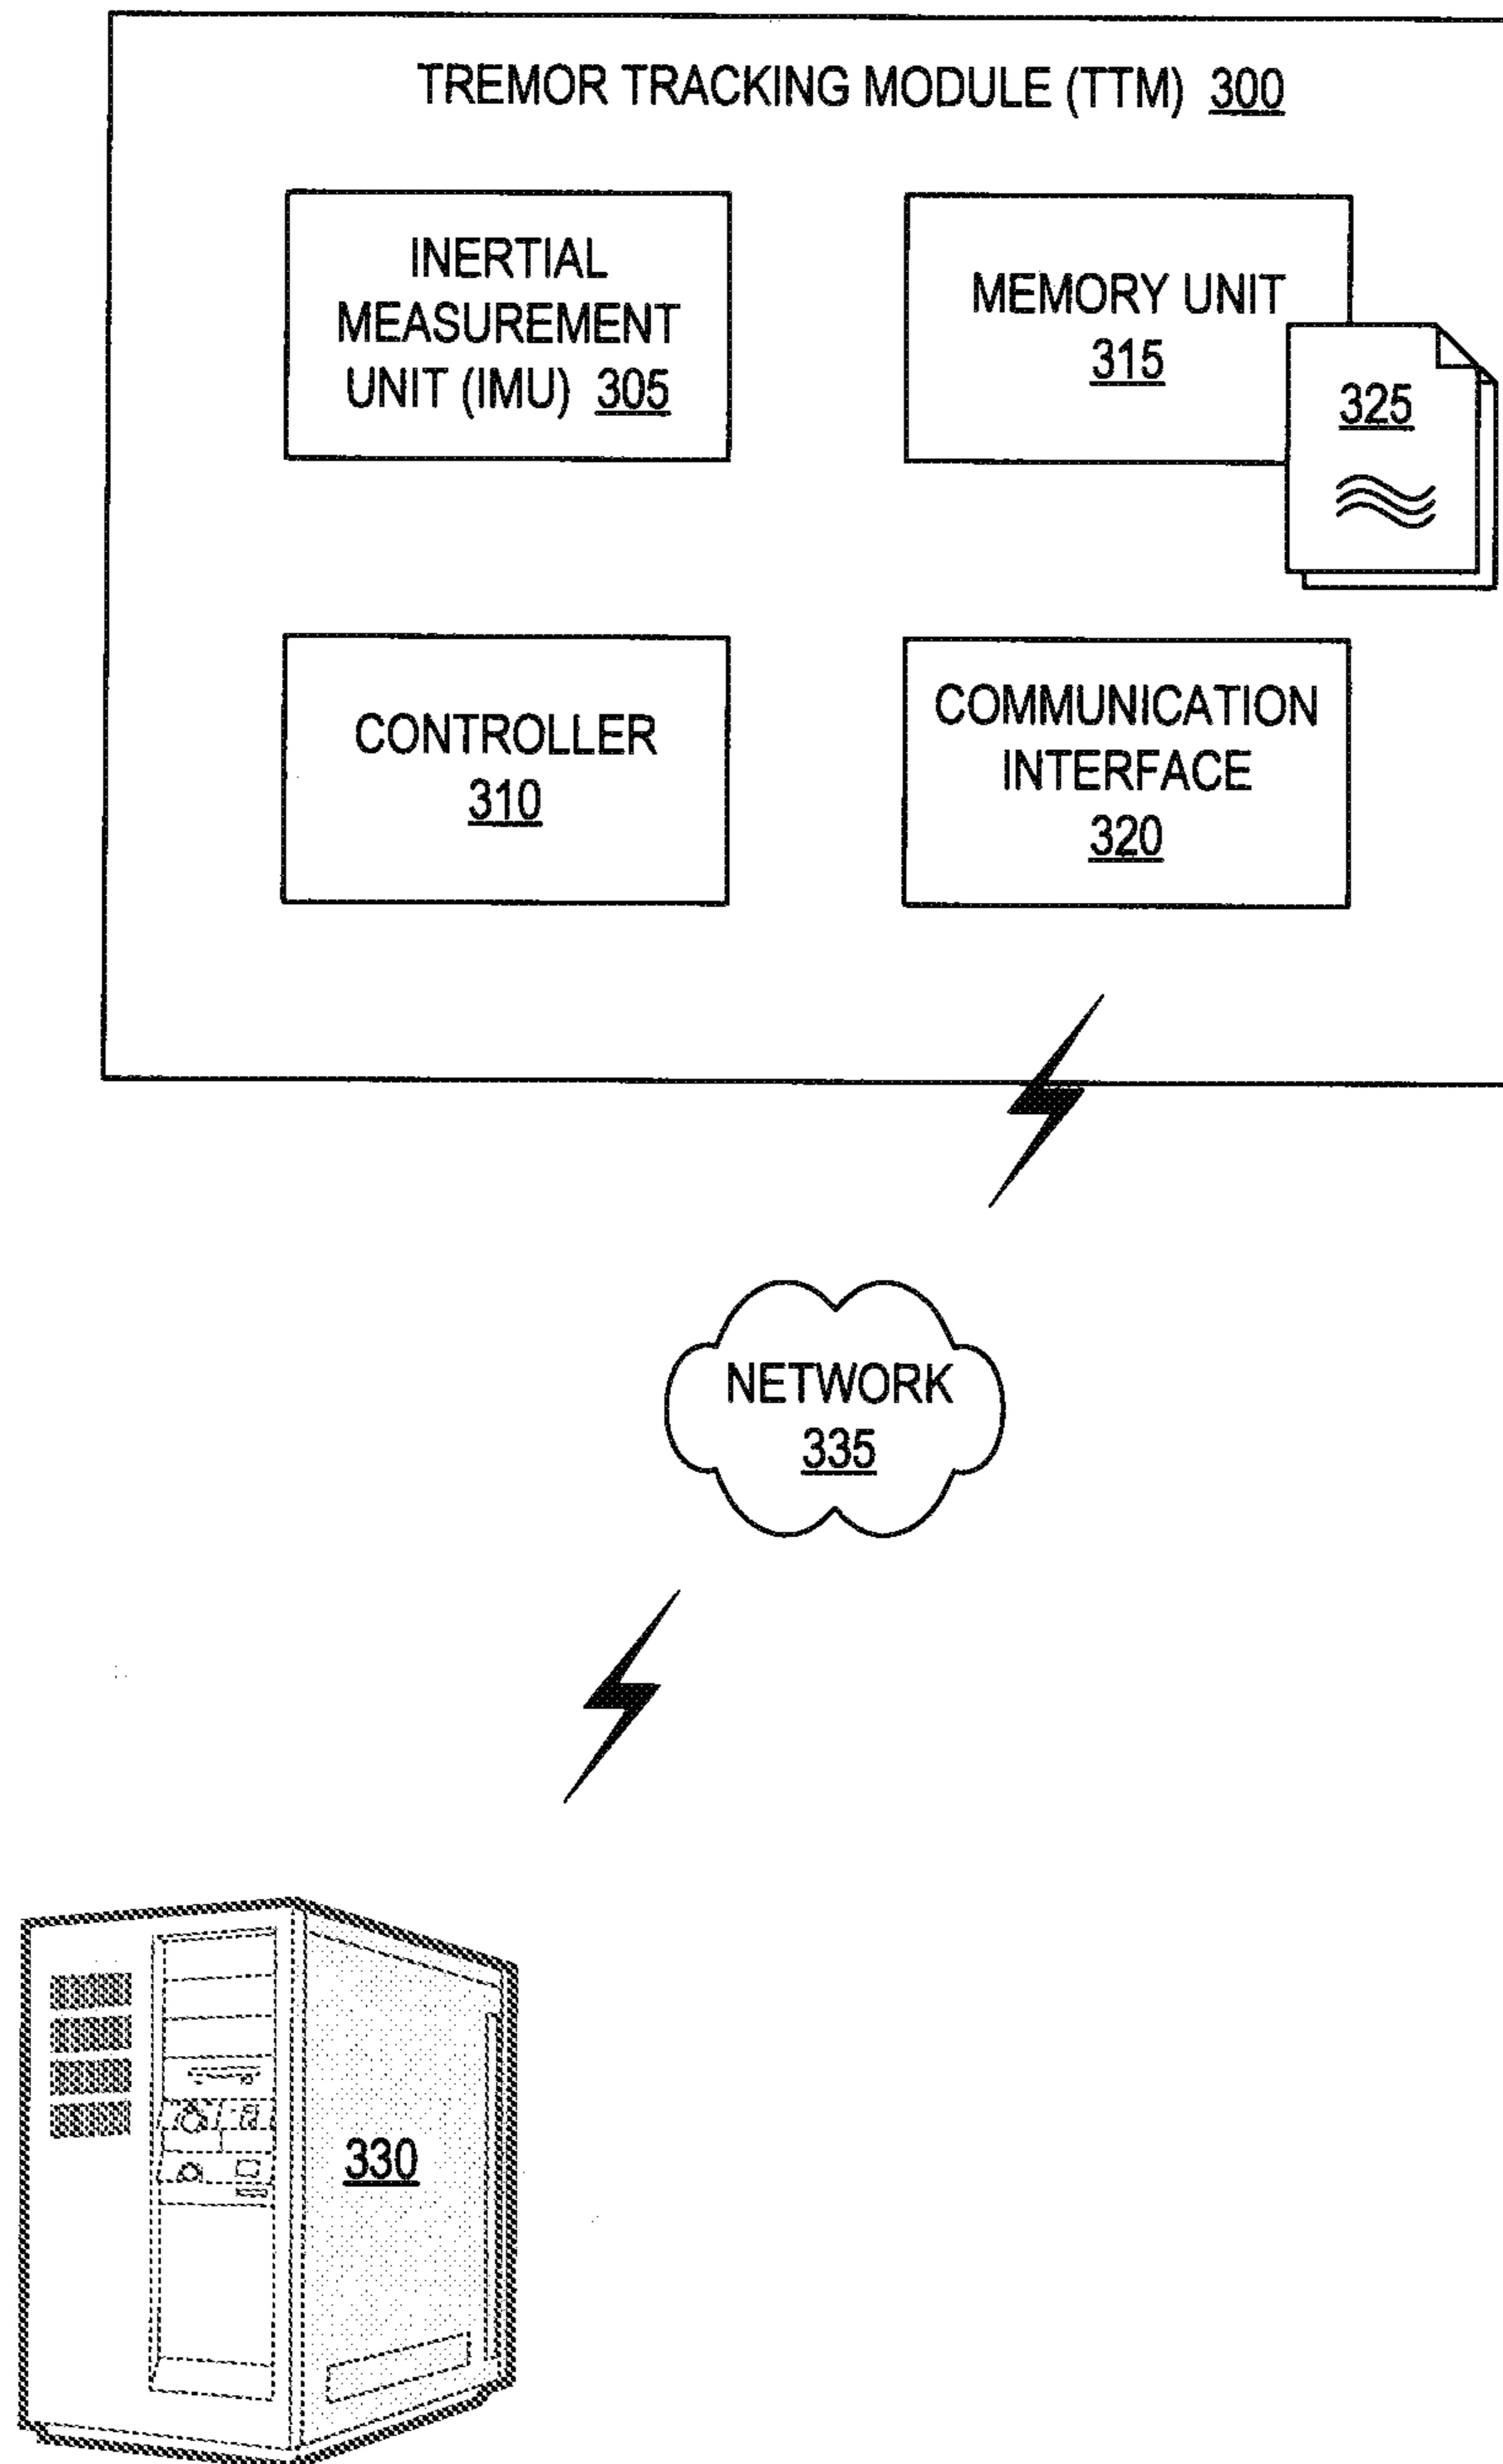 TREMOR TRACKING MODULE (TTM) 300
INERTIAL
MEASUREMENT
UNIT (IMU) 305
MEMORY UNIT
315
325
CONTROLLER
310
COMMUNICATION
INTERFACE
320
NETWORK
335
330